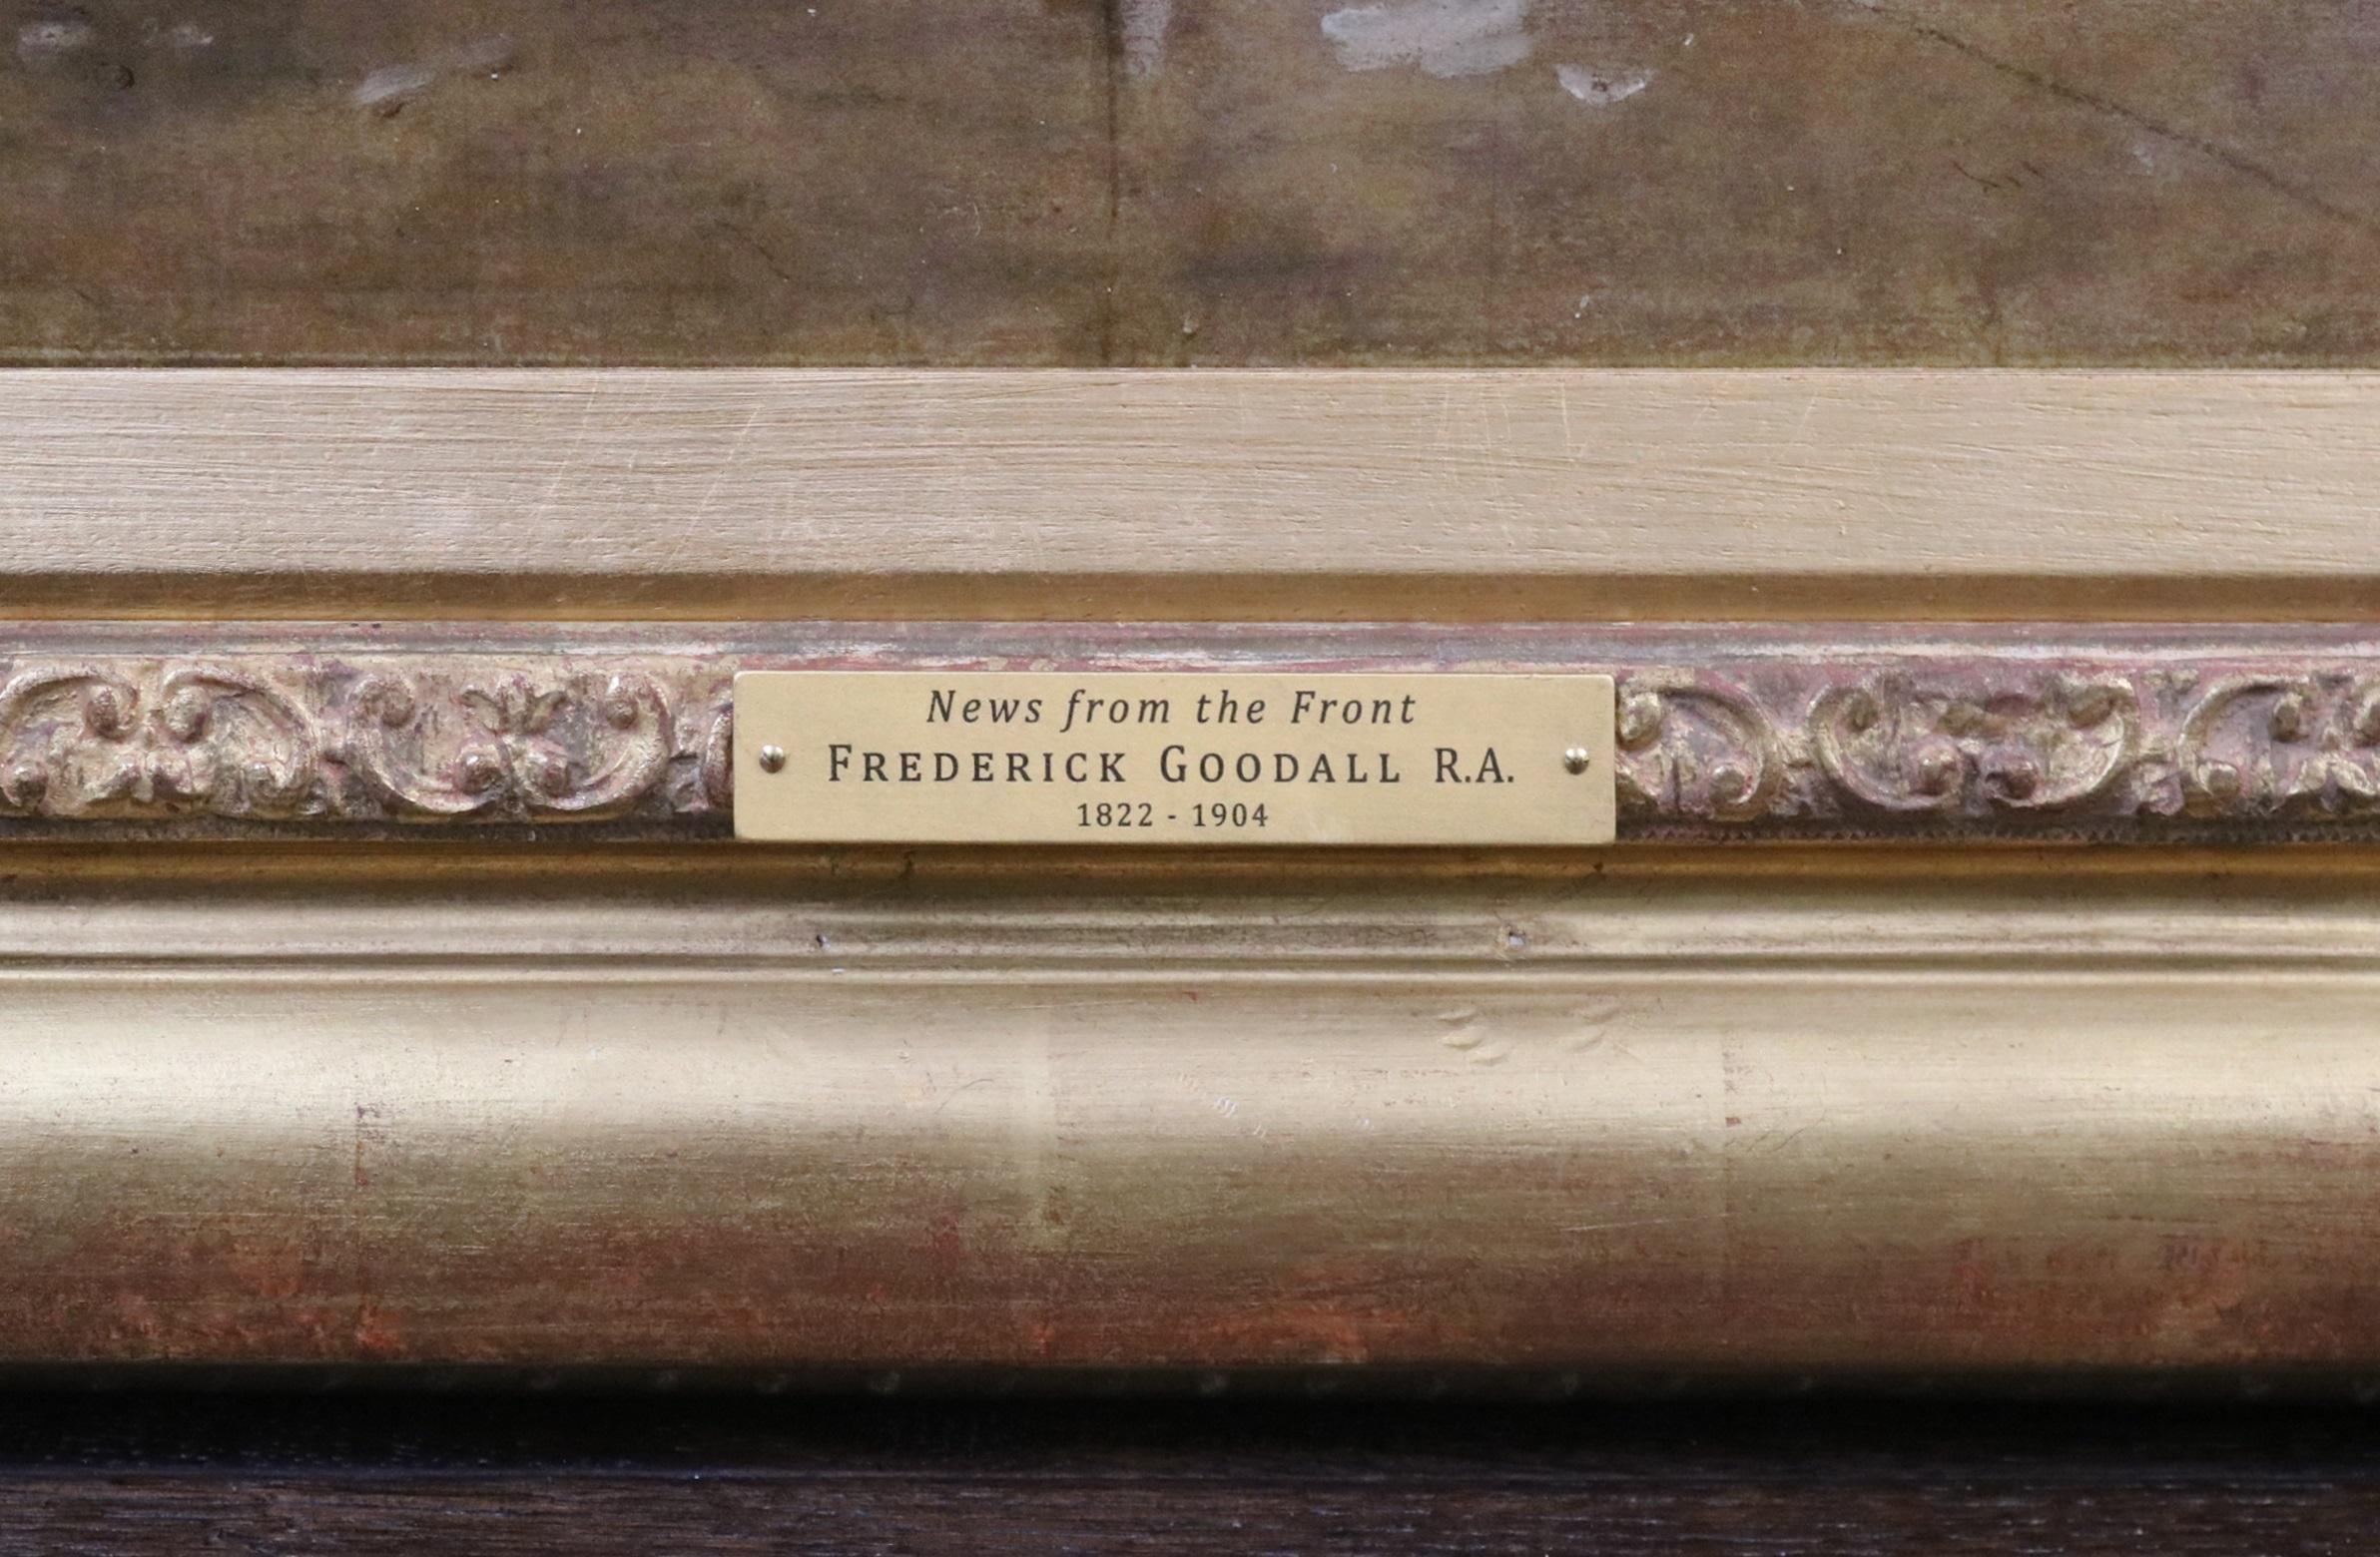 News from the Front
FREDERICK GOODALL R.A.
1822 - 1904